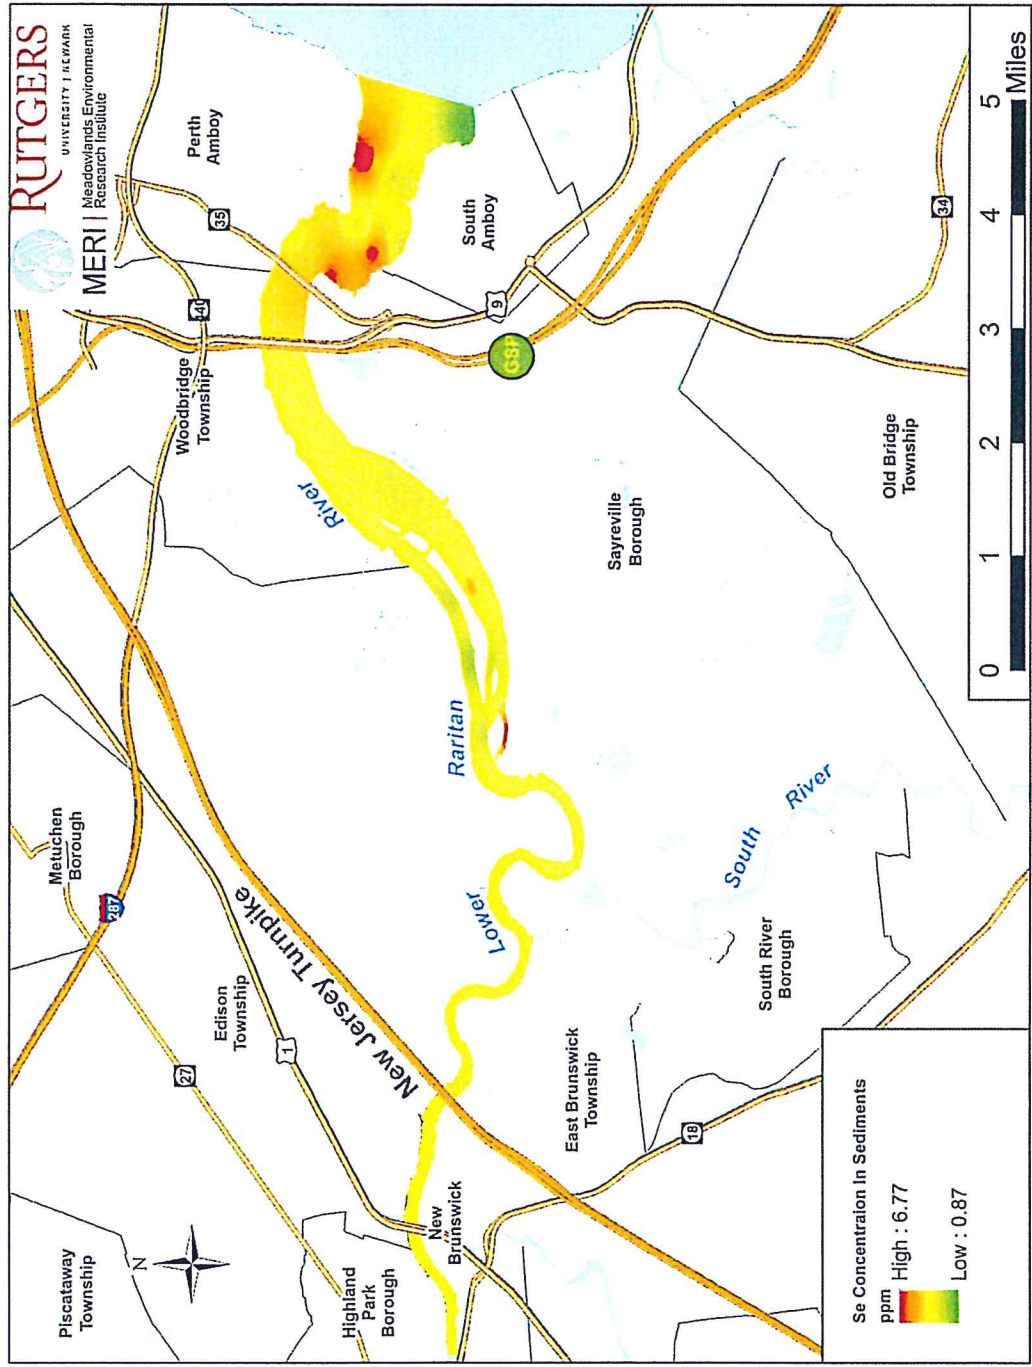 RUTGERS
UNIVERSITY | NEWARK
MERI | Meadowlands Environmental
Research Institute
Piscataway
Township
N
Highland
Park
Borough
New
Brunswick
27
287
Metuchen
Borough
Edison
Township
1
New Jersey Turnpike
Woodbridge
Township
440
35
Perth
Amboy
South
Amboy
9
GSP
Lower
Raritan
River
Sayreville
Borough
South
River
East Brunswick
Township
18
South River
Borough
Old Bridge
Township
34
Se Concentraion In Sediments
ppm
High : 6.77
Low : 0.87
0 1 2 3 4 5
Miles